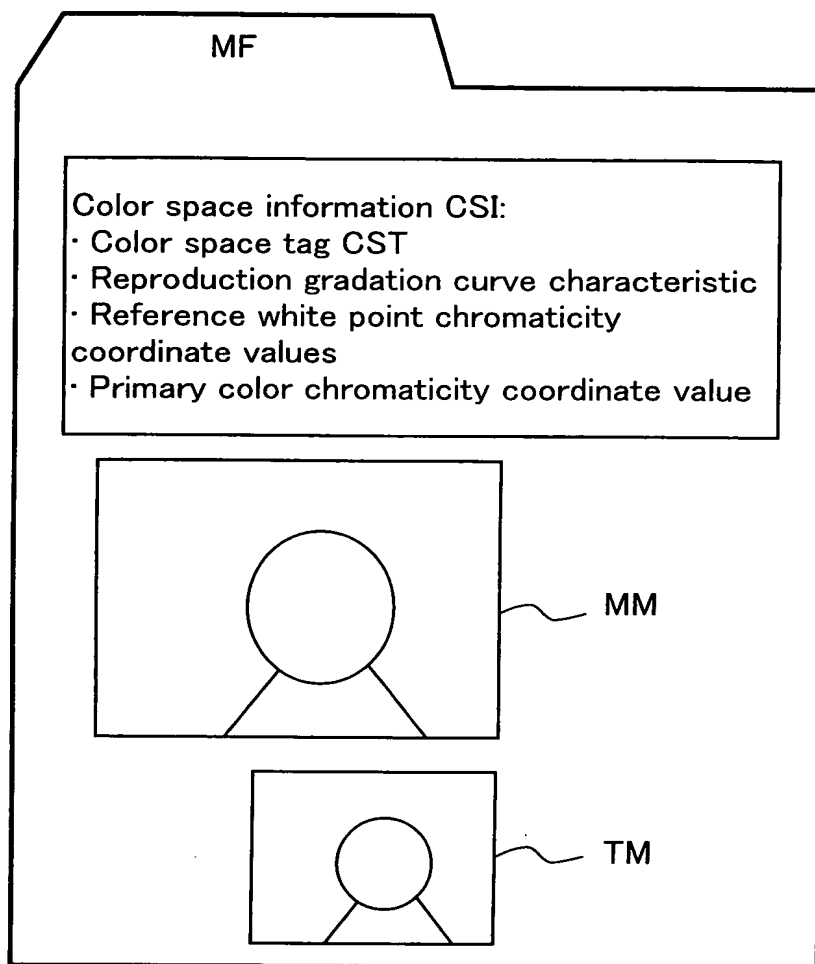 MF
Color space information CSI:
· Color space tag CST
· Reproduction gradation curve characteristic
· Reference white point chromaticity
coordinate values
· Primary color chromaticity coordinate value
MM
TM